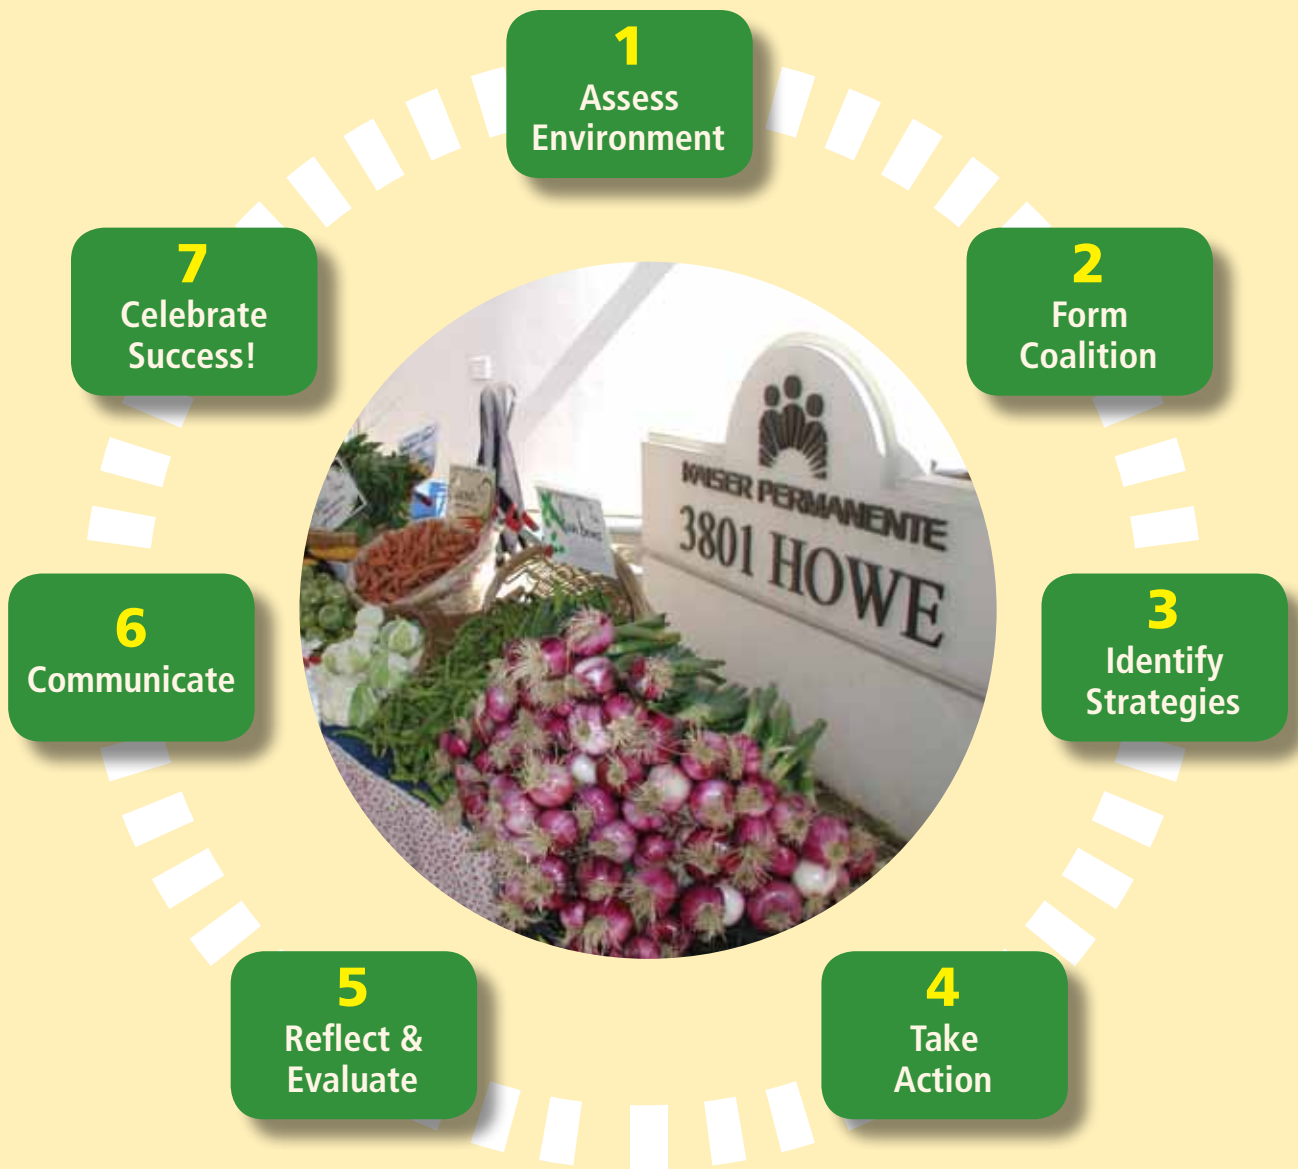 1
Assess
Environment
2
Form
Coalition
3
Identify
Strategies
4
Take
Action
5
Reflect &
Evaluate
6
Communicate
7
Celebrate
Success!
KAISER PERMANENTE
3801 HOWE